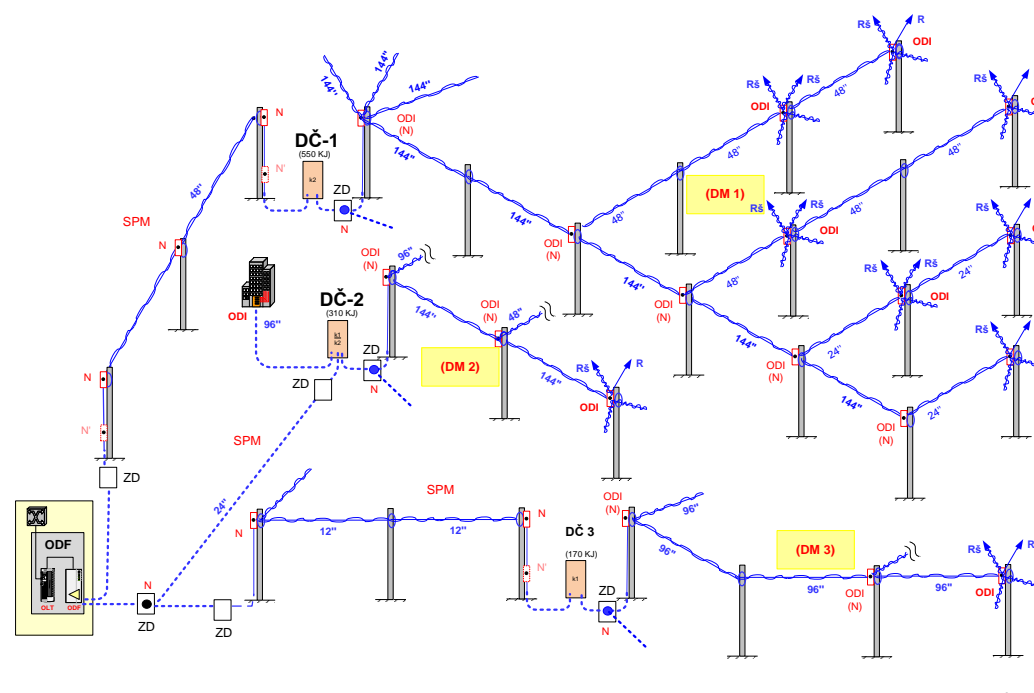 Rš
R
ODI
48"
Rš
Rš
ODI
144"
144"
144"
N
ODI
(N)
DČ-1
(550 KJ)
k2
N'
ZD
N
144"
48"
SPM
N
48"
(DM 1)
Rš
Rš
ODI
R
48"
48"
144"
ODI
(N)
48"
R
ODI
(N)
96"
ODI
96"
DČ-2
(310 KJ)
k1
k2
ZD
N
ZD
144"
ODI
(N)
48"
(DM 2)
144"
Rš
R
ODI
144"
ODI
(N)
48"
Rš
Rš
ODI
24"
24"
R
144"
ODI
(N)
144"
ODI
(N)
24"
N
N'
ZD
SPM
24"
SPM
N
12"
12"
N
N'
DČ 3
(170 KJ)
k1
ZD
N
ODI
(N)
96"
96"
(DM 3)
96"
ODI
(N)
96"
Rš
R
ODI
ODF
OLT
ODF
N
ZD
ZD